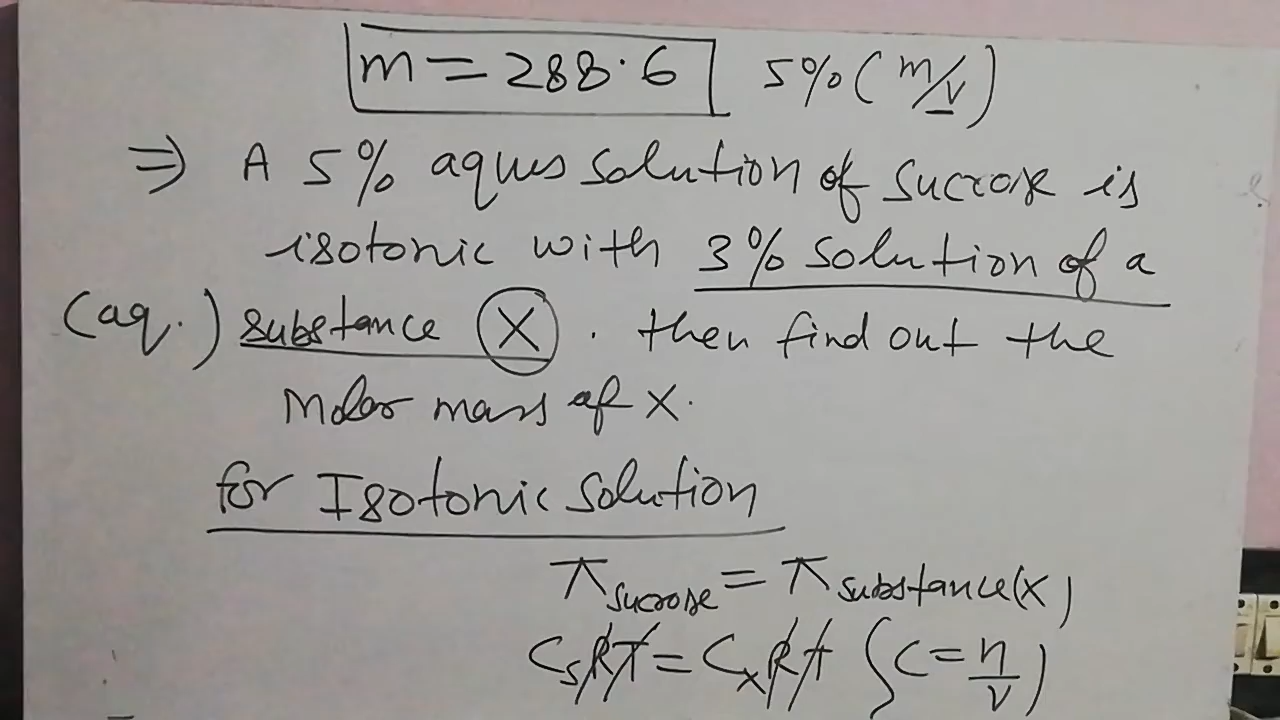 m = 288.6 5% (m/v)
⇒ A 5% aques solution of sucrose is
isotonic with 3% solution of a
(aq.) substance X . then find out the
Molar mass of X.
for Isotonic solution
π sucrose = π substance(X)
CsRT = CxRT {C = n/v)